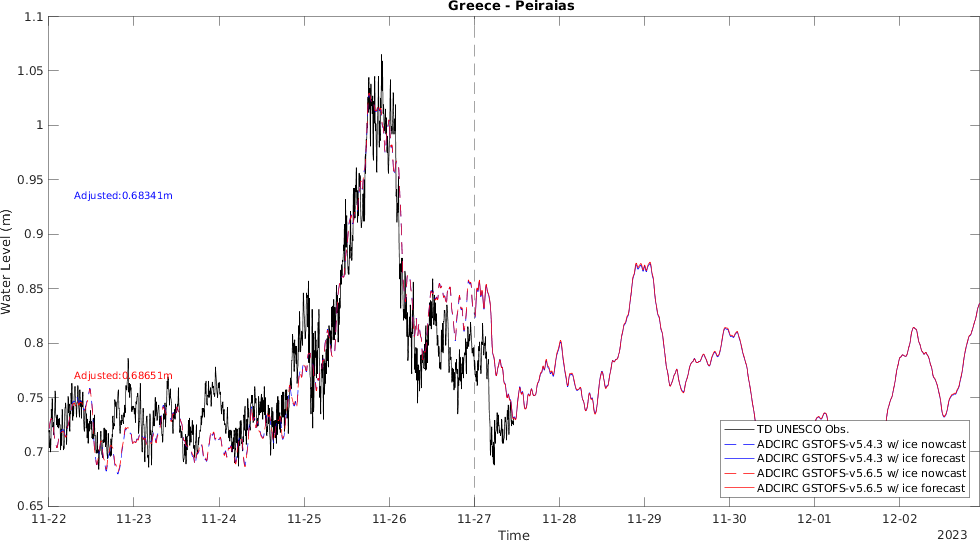 Greece - Peiraias
1.1
1.05
1
0.95
0.9
0.85
0.8
0.75
0.7
0.65
Water Level (m)
Adjusted:0.68341m
Adjusted:0.68651m
TD UNESCO Obs.
ADCIRC GSTOFS-v5.4.3 w/ ice nowcast
ADCIRC GSTOFS-v5.4.3 w/ ice forecast
ADCIRC GSTOFS-v5.6.5 w/ ice nowcast
ADCIRC GSTOFS-v5.6.5 w/ ice forecast
11-22 11-23 11-24 11-25 11-26 11-27 11-28 11-29 11-30 12-01 12-02
Time
2023